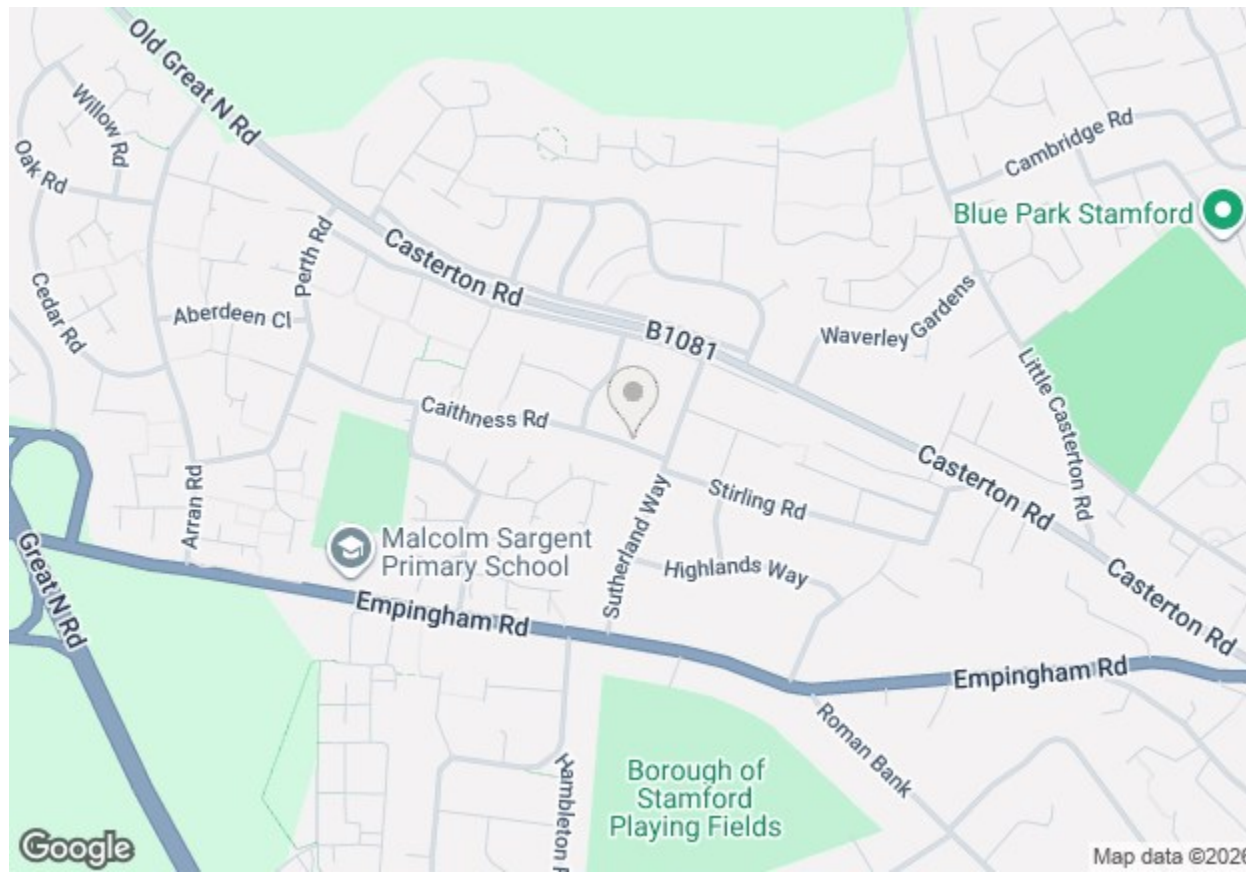 Old Great N Rd
Willow Rd
Oak Rd
Cambridge Rd
Blue Park Stamford
Perth Rd
Casterton Rd
Cedar Rd
Aberdeen Cl
B1081
Waverley Gardens
Little Casterton Rd
Caithness Rd
Casterton Rd
Arran Rd
Sutherland Way
Stirling Rd
Malcolm Sargent
Primary School
Highlands Way
Great N Rd
Empingham Rd
Casterton Rd
Empingham Rd
Roman Bank
Hambleton R
Borough of
Stamford
Playing Fields
Google
Map data ©2026